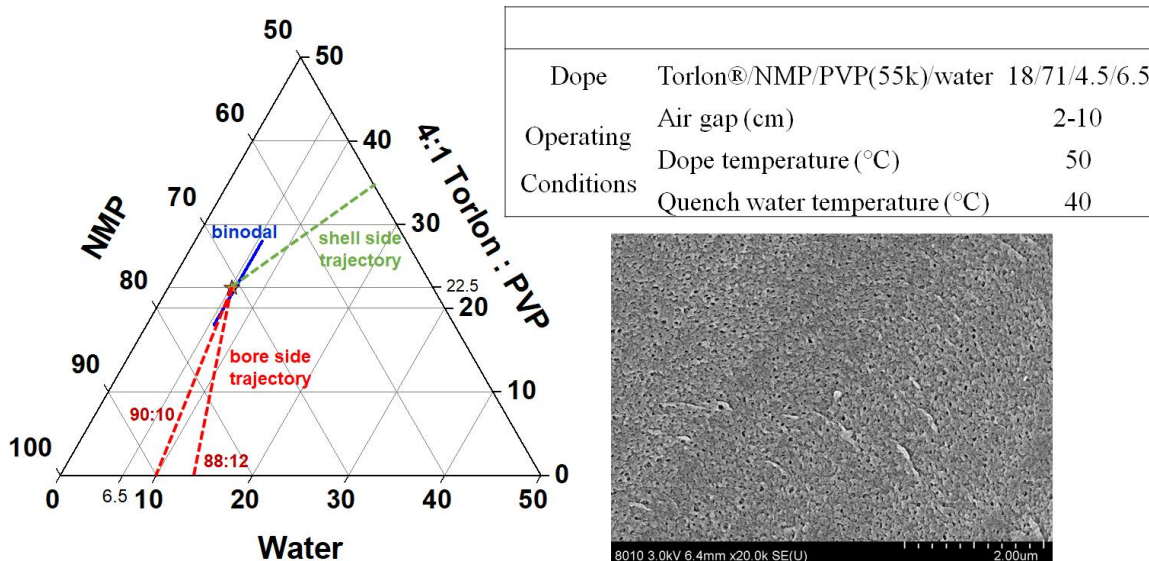 50
50
60
40
4:1 Torlon : PVP
NMP
70
binodal
30
shell side
trajectory
80
22.5
20
bore side
trajectory
90
10
90:10
88:12
100
0
0
6.5
10
20
30
40
50
Water
Dope Torlon®/NMP/PVP(55k)/water 18/71/4.5/6.5
Operating Conditions
Air gap (cm) 2-10
Dope temperature (°C) 50
Quench water temperature (°C) 40
8010 3.0kV 6.4mm x20.0k SE(U) 2.00um